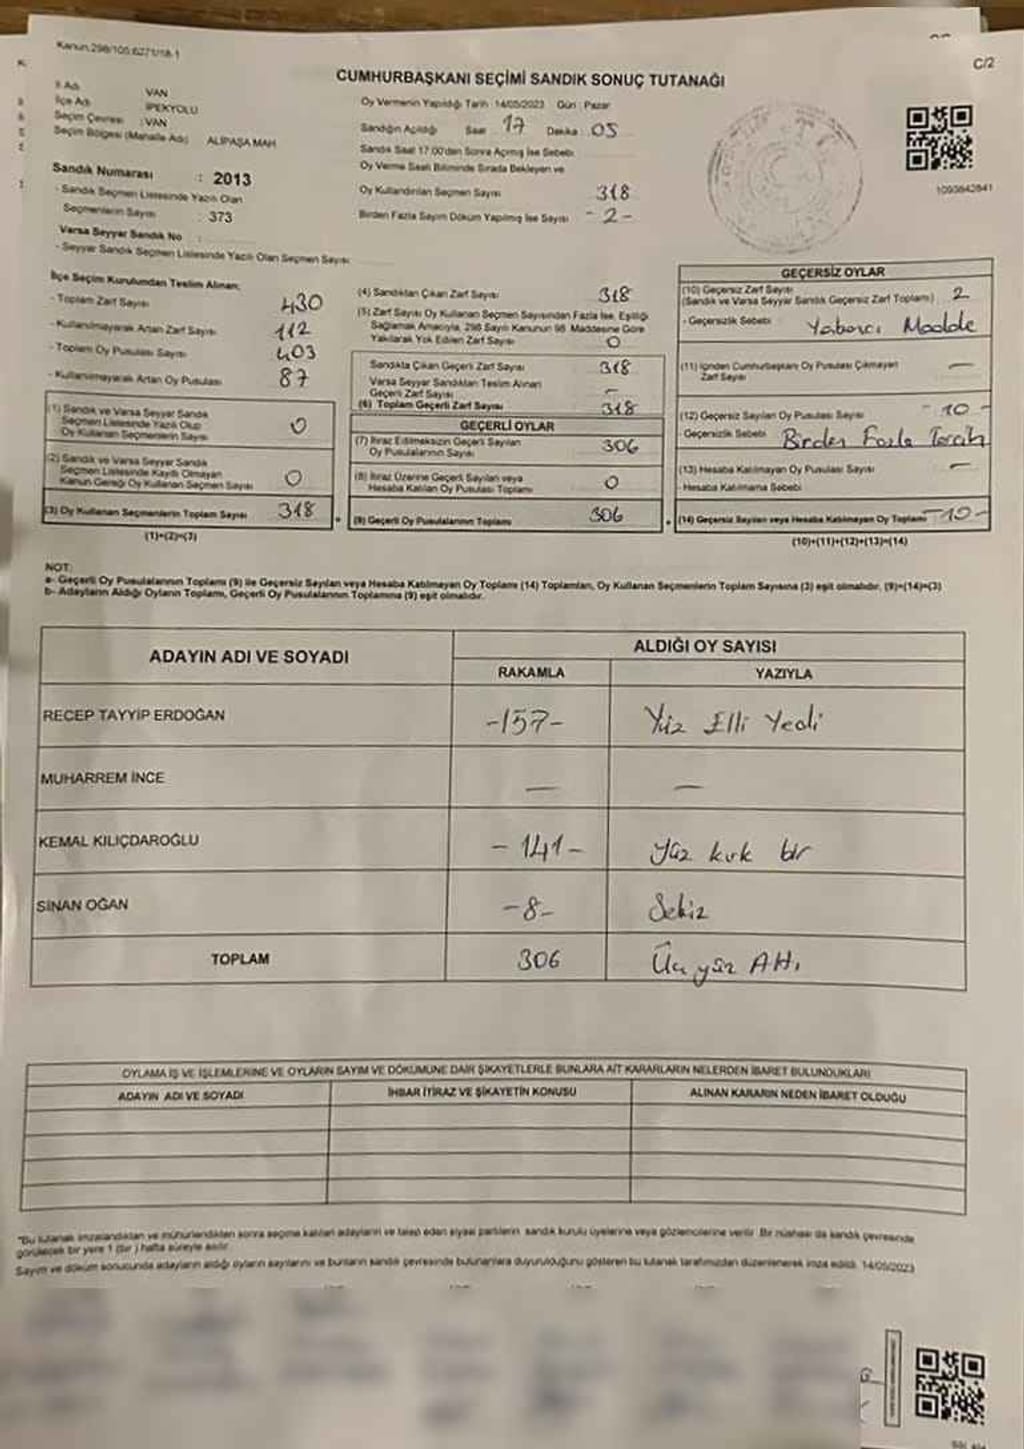 Kanun.298/105.6271/18-1
C/2
CUMHURBAŞKANI SEÇİMİ SANDIK SONUÇ TUTANAĞI
İl Adı VAN
İlçe Adı İPEKYOLU
Seçim Çevresi : VAN
Seçim Bölgesi (Mahalle Adı) ALİPAŞA MAH.
Sandık Numarası : 2013
- Sandık Seçmen Listesinde Yazılı Olan
Seçmenlerin Sayısı : 373
Varsa Seyyar Sandık No :
- Seyyar Sandık Seçmen Listesinde Yazılı Olan Seçmen Sayısı
Oy Vermenin Yapıldığı Tarih 14/05/2023 Gün : Pazar
Sandığın Açıldığı Saat 17 Dakika 05
Sandık Saat 17:00'den Sonra Açmış İse Sebebi
Oy Verme Saati Bitiminde Sırada Bekleyen ve
Oy Kullandırılan Seçmen Sayısı 318
Birden Fazla Sayım Döküm Yapılmış İse Sayısı - 2 -
1093842841
İlçe Seçim Kurulundan Teslim Alınan;
- Toplam Zarf Sayısı 430
- Kullanılmayarak Artan Zarf Sayısı 112
- Toplam Oy Pusulası Sayısı 403
- Kullanılmayarak Artan Oy Pusulası 87
(1) Sandık ve Varsa Seyyar Sandık
Seçmen Listesinde Yazılı Olup
Oy Kullanan Seçmenlerin Sayısı 0
(2) Sandık ve Varsa Seyyar Sandık
Seçmen Listesinde Kayıtlı Olmayan
Kanun Gereği Oy Kullanan Seçmen Sayısı 0
(3) Oy Kullanan Seçmenlerin Toplam Sayısı 318
(1)+(2)=(3)
(4) Sandıktan Çıkan Zarf Sayısı 318
(5) Zarf Sayısı Oy Kullanan Seçmen Sayısından Fazla İse, Eşitliği
Sağlamak Amacıyla, 298 Sayılı Kanunun 98. Maddesine Göre
Yakılarak Yok Edilen Zarf Sayısı 0
Sandıkta Çıkan Geçerli Zarf Sayısı 318
Varsa Seyyar Sandıktan Teslim Alınan
Geçerli Zarf Sayısı -
(6) Toplam Geçerli Zarf Sayısı 318
GEÇERLİ OYLAR
(7) İtiraz Edilmeksizin Geçerli Sayılan
Oy Pusulalarının Sayısı 306
(8) İtiraz Üzerine Geçerli Sayılan veya
Hesaba Katılan Oy Pusulası Toplamı 0
(9) Geçerli Oy Pusulalarının Toplamı 306
GEÇERSİZ OYLAR
(10) Geçersiz Zarf Sayısı 2
(Sandık ve Varsa Seyyar Sandık Geçersiz Zarf Toplamı)
- Geçersizlik Sebebi Yabancı Madde
(11) İçinden Cumhurbaşkanı Oy Pusulası Çıkmayan
Zarf Sayısı —
(12) Geçersiz Sayılan Oy Pusulası Sayısı - 10 -
- Geçersizlik Sebebi Birden Fazla Tercih
(13) Hesaba Katılmayan Oy Pusulası Sayısı —
- Hesaba Katılmama Sebebi
(14) Geçersiz Sayılan veya Hesaba Katılmayan Oy Toplamı - 10 -
(10)+(11)+(12)+(13)=(14)
NOT:
a- Geçerli Oy Pusulalarının Toplamı (9) ile Geçersiz Sayılan veya Hesaba Katılmayan Oy Toplamı (14) Toplamları, Oy Kullanan Seçmenlerin Toplam Sayısına (3) eşit olmalıdır. (9)+(14)=(3)
b- Adayların Aldığı Oyların Toplamı, Geçerli Oy Pusulalarının Toplamına (9) eşit olmalıdır.
ADAYIN ADI VE SOYADI ALDIĞI OY SAYISI
RAKAMLA YAZIYLA
RECEP TAYYİP ERDOĞAN -157- Yüz Elli Yedi
MUHARREM İNCE — —
KEMAL KILIÇDAROĞLU - 141 - Yüz kırk bir
SİNAN OĞAN -8- Sekiz
TOPLAM 306 Üç yüz Altı
OYLAMA İŞ VE İŞLEMLERİNE VE OYLARIN SAYIM VE DÖKÜMÜNE DAİR ŞİKAYETLERLE BUNLARA AİT KARARLARIN NELERDEN İBARET BULUNDUKLARI
ADAYIN ADI VE SOYADI İHBAR İTİRAZ VE ŞİKAYETİN KONUSU ALINAN KARARIN NEDEN İBARET OLDUĞU
"Bu tutanak imzalandıktan ve mühürlendikten sonra seçime katılan adayların ve talep eden siyasi partilerin sandık kurulu üyelerine veya gözlemcilerine verilir. Bir nüshası da sandık çevresinde
görülecek bir yere 1 (bir) hafta süreyle asılır.
Sayım ve döküm sonucunda adayların aldığı oyların sayılarını ve bunların sandık çevresinde bulunanlara duyurulduğunu gösteren bu tutanak tarafımızdan düzenlenerek imza edildi. 14/05/2023